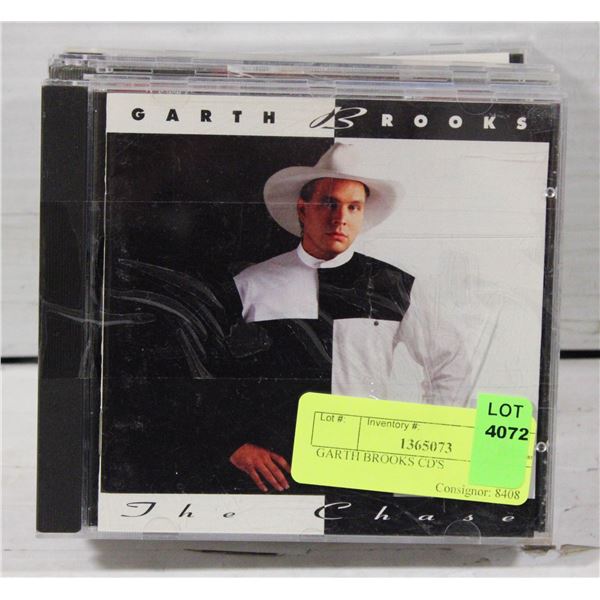 GARTH BROOKS
LOT
4072
Lot #:
Inventory #:
1365073
GARTH BROOKS CD'S
Consignor: 8408
The Chase